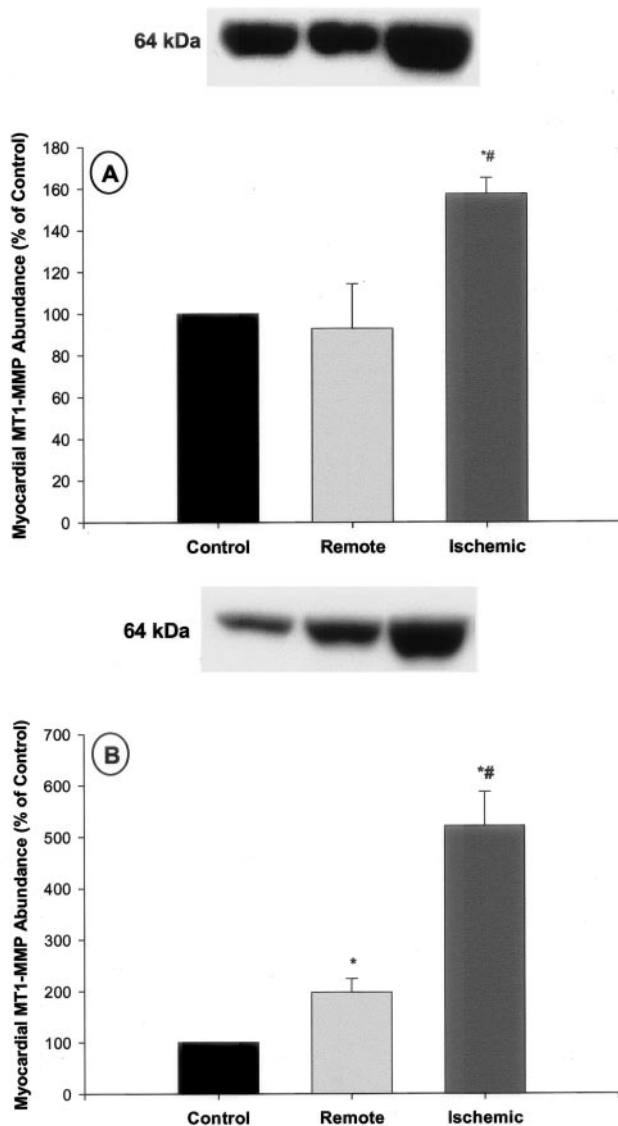 64 kDa
Myocardial MT1-MMP Abundance (% of Control)
A
*#
180
160
140
120
100
80
60
40
20
0
Control Remote Ischemic
64 kDa
Myocardial MT1-MMP Abundance (% of Control)
B
*#
*
700
600
500
400
300
200
100
0
Control Remote Ischemic